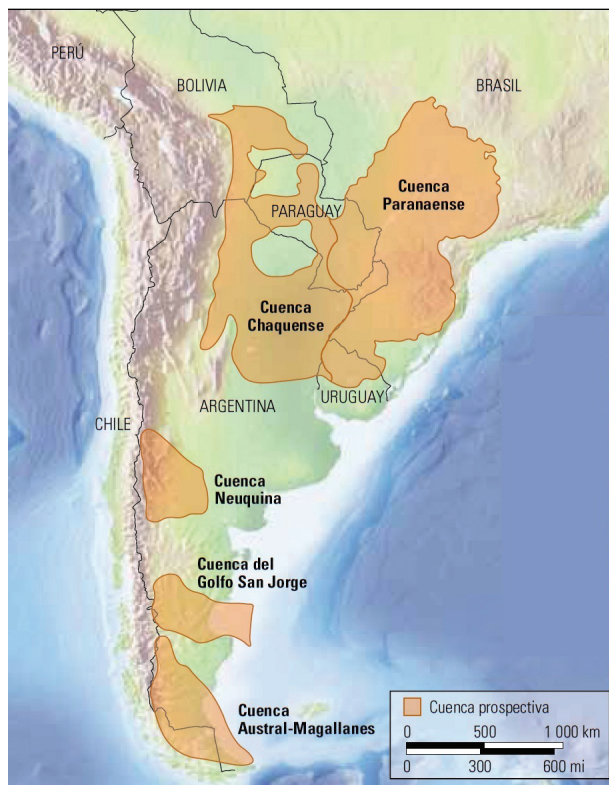 PERÚ
BOLIVIA
BRASIL
Cuenca
Paranaense
PARAGUAY
Cuenca
Chaquense
URUGUAY
ARGENTINA
CHILE
Cuenca
Neuquina
Cuenca del
Golfo San Jorge
Cuenca
Austral-Magallanes
Cuenca prospectiva
0 500 1 000 km
0 300 600 mi